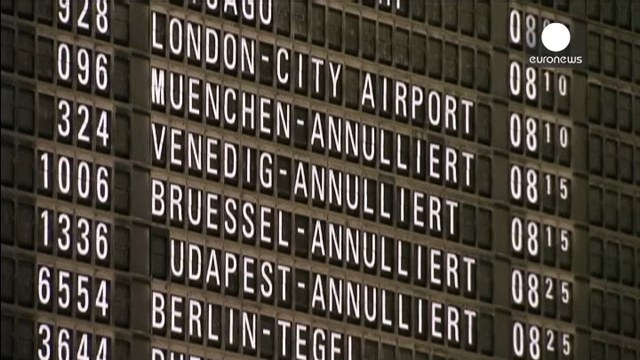 euronews
CAGO 0810
928 LONDON-CITY AIRPORT 0810
096 MUENCHEN-ANNULLIERT 0815
324 VENEDIG-ANNULLIERT 0815
1006 BRUESSEL-ANNULLIERT 0825
1336 UDAPEST-ANNULLIERT 0825
6554 BERLIN-TEGEL
3644